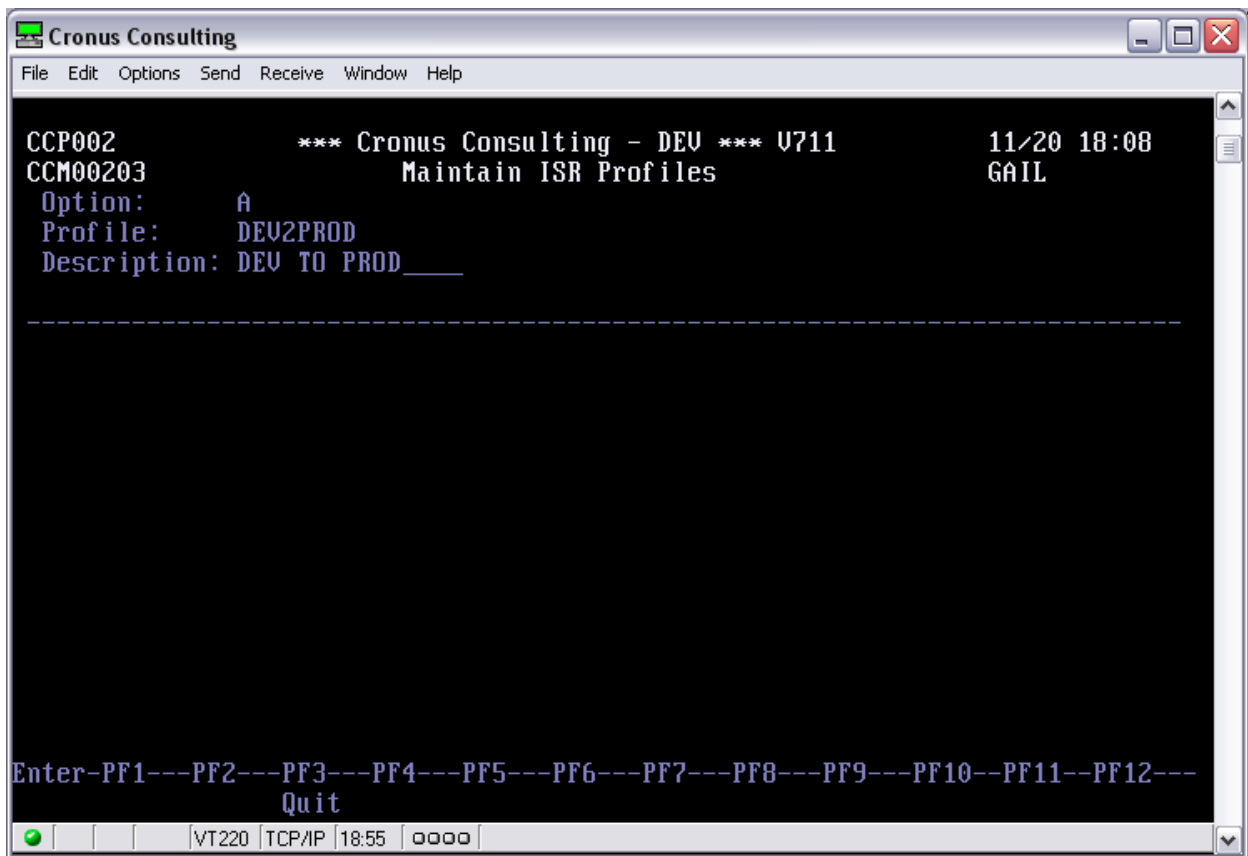 Cronus Consulting
File Edit Options Send Receive Window Help
CCP002 *** Cronus Consulting - DEV *** V711 11/20 18:08
CCM00203 Maintain ISR Profiles GAIL
Option: A
Profile: DEV2PROD
Description: DEV TO PROD____
-----------------------------------------------------------------------------
Enter-PF1---PF2---PF3---PF4---PF5---PF6---PF7---PF8---PF9---PF10--PF11--PF12---
Quit
VT220 TCP/IP 18:55 oooo